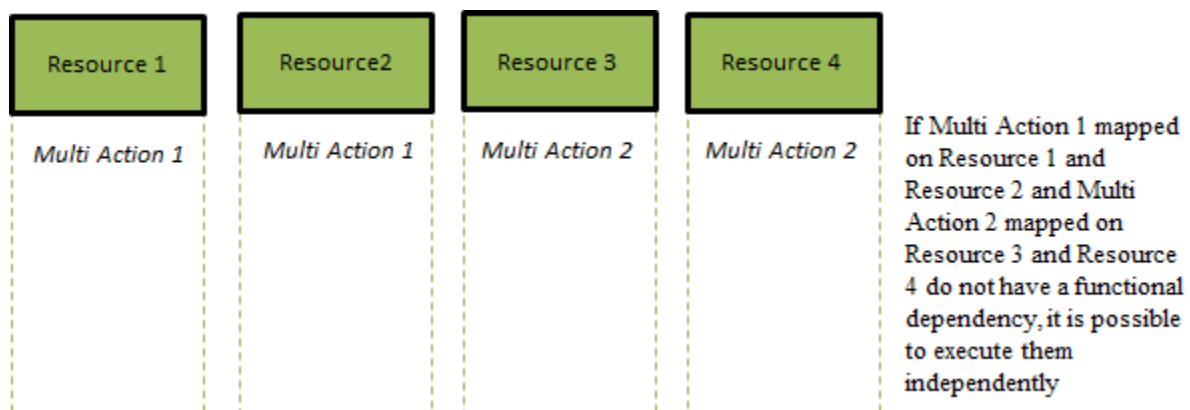 Resource 1
Resource2
Resource 3
Resource 4
Multi Action 1
Multi Action 1
Multi Action 2
Multi Action 2
If Multi Action 1 mapped
on Resource 1 and
Resource 2 and Multi
Action 2 mapped on
Resource 3 and Resource
4 do not have a functional
dependency, it is possible
to execute them
independently